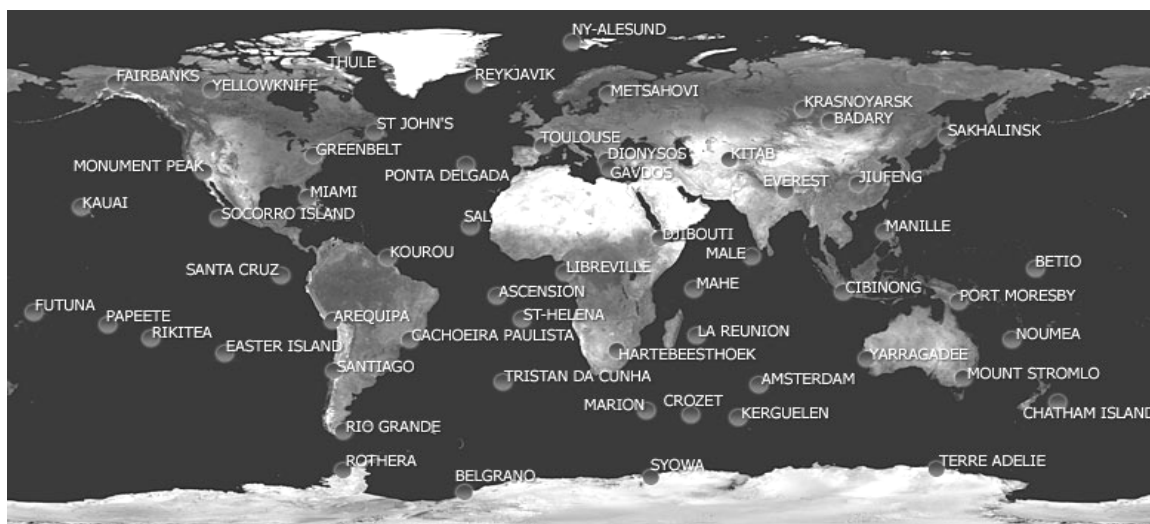 NY-ALESUND
THULE
REYKJAVIK
FAIRBANKS
YELLOWKNIFE
METSAHOVI
KRASNOYARSK
BADARY
ST JOHN'S
SAKHALINSK
TOULOUSE
GREENBELT
DIONYSOS
KITAB
MONUMENT PEAK
PONTA DELGADA
GAVDOS
EVEREST
JIUFENG
MIAMI
KAUAI
SOCORRO ISLAND
SAL
MANILLE
DJIBOUTI
KOUROU
MALE
SANTA CRUZ
LIBREVILLE
BETIO
MAHE
ASCENSION
CIBINONG
PORT MORESBY
FUTUNA
PAPEETE
AREQUIPA
ST-HELENA
RIKITEA
CACHOEIRA PAULISTA
LA REUNION
NOUMEA
EASTER ISLAND
HARTEBEESTHOEK
YARRAGADEE
SANTIAGO
TRISTAN DA CUNHA
AMSTERDAM
MOUNT STROMLO
MARION
CROZET
KERGUELEN
CHATHAM ISLAND
RIO GRANDE
ROTHERA
BELGRANO
SYOWA
TERRE ADELIE